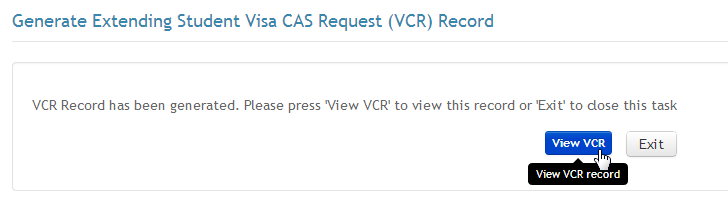 Generate Extending Student Visa CAS Request (VCR) Record
VCR Record has been generated. Please press 'View VCR' to view this record or 'Exit' to close this task
View VCR
Exit
View VCR record